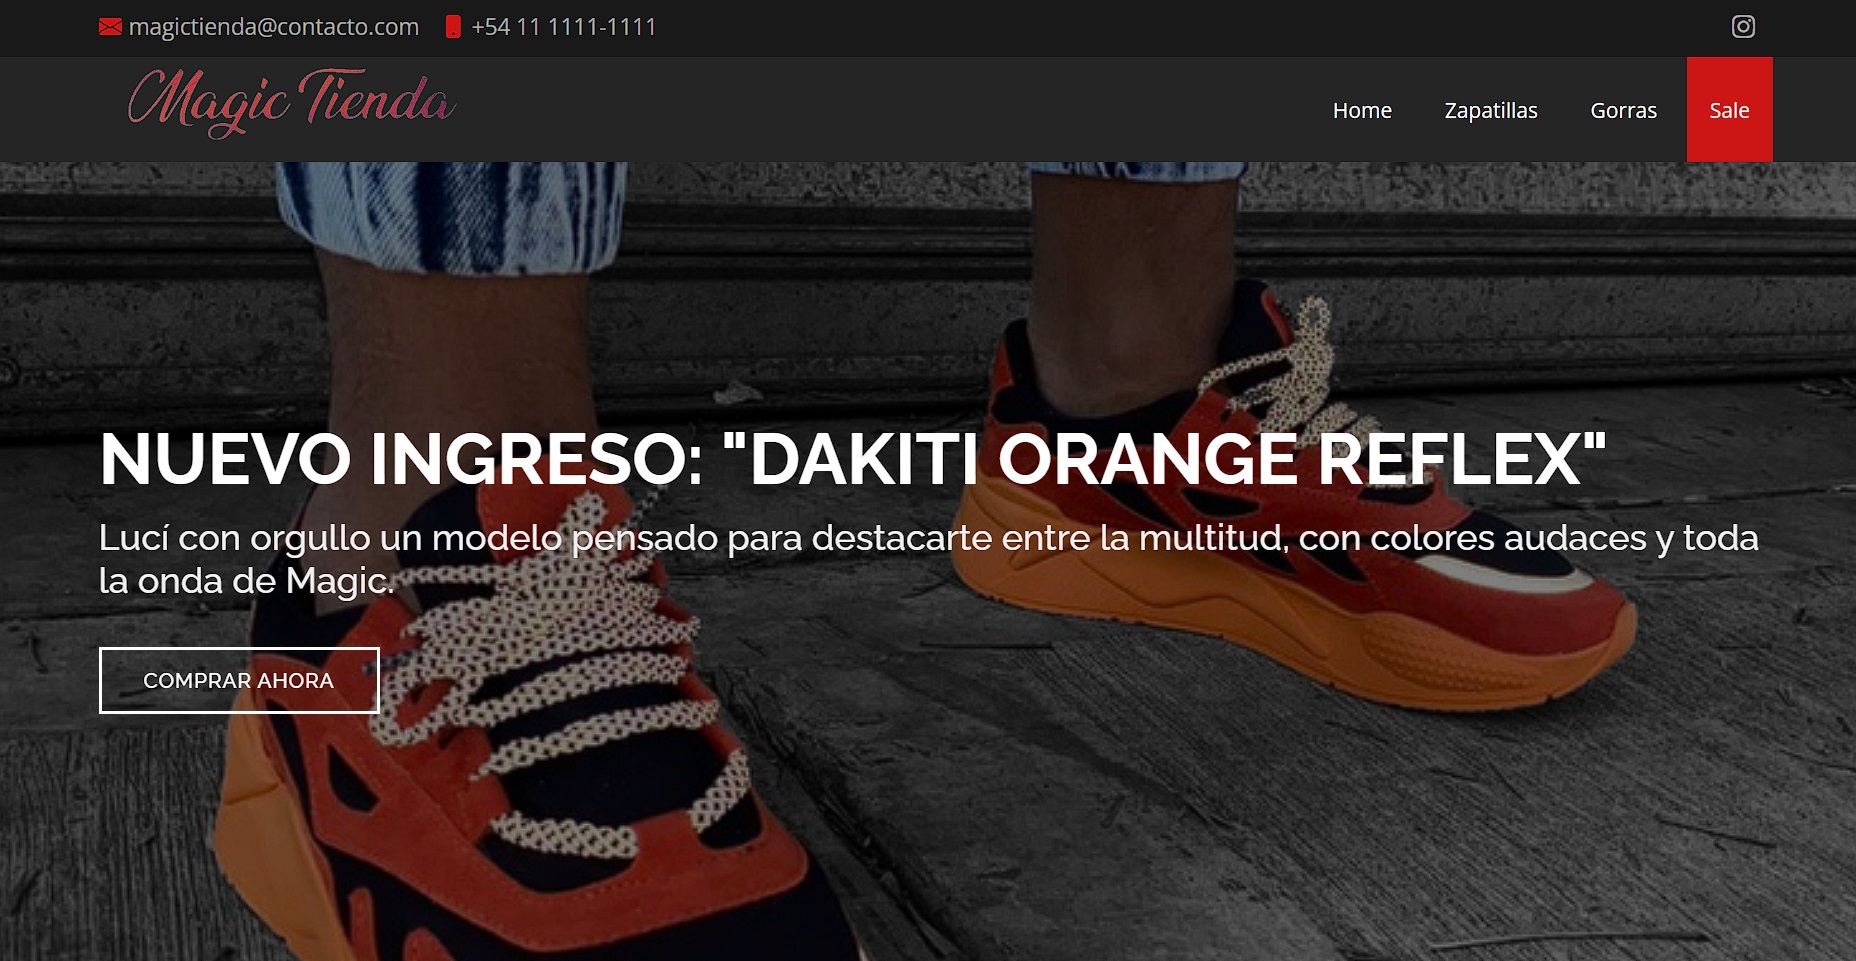 magictienda@contacto.com +54 11 1111-1111
Magic Tienda
Home Zapatillas Gorras Sale
NUEVO INGRESO: "DAKITI ORANGE REFLEX"
Lucí con orgullo un modelo pensado para destacarte entre la multitud, con colores audaces y toda
la onda de Magic.
COMPRAR AHORA